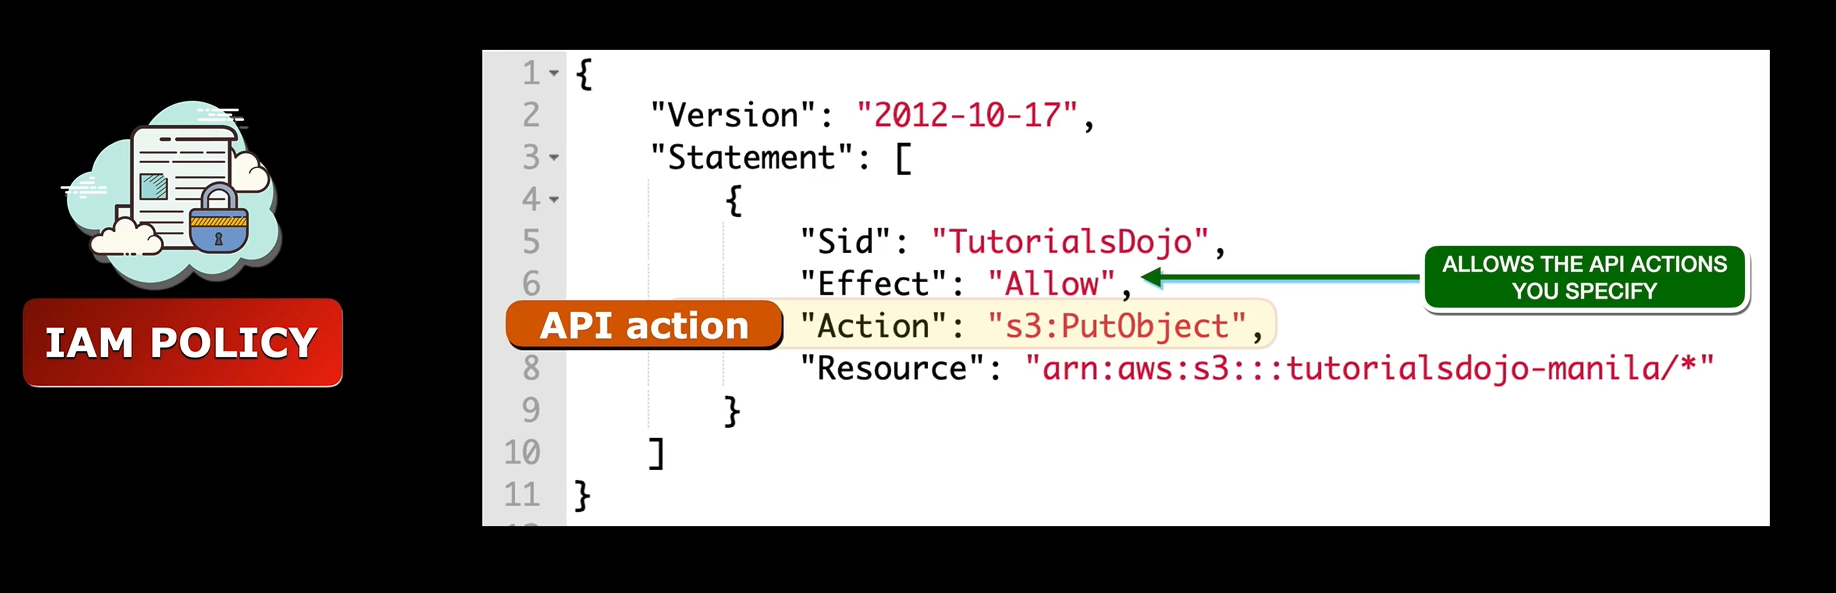 IAM POLICY
1 {
2 "Version": "2012-10-17",
3 "Statement": [
4 {
5 "Sid": "TutorialsDojo",
6 "Effect": "Allow",
ALLOWS THE API ACTIONS
YOU SPECIFY
API action "Action": "s3:PutObject",
8 "Resource": "arn:aws:s3:::tutorialsdojo-manila/*"
9 }
10 ]
11 }